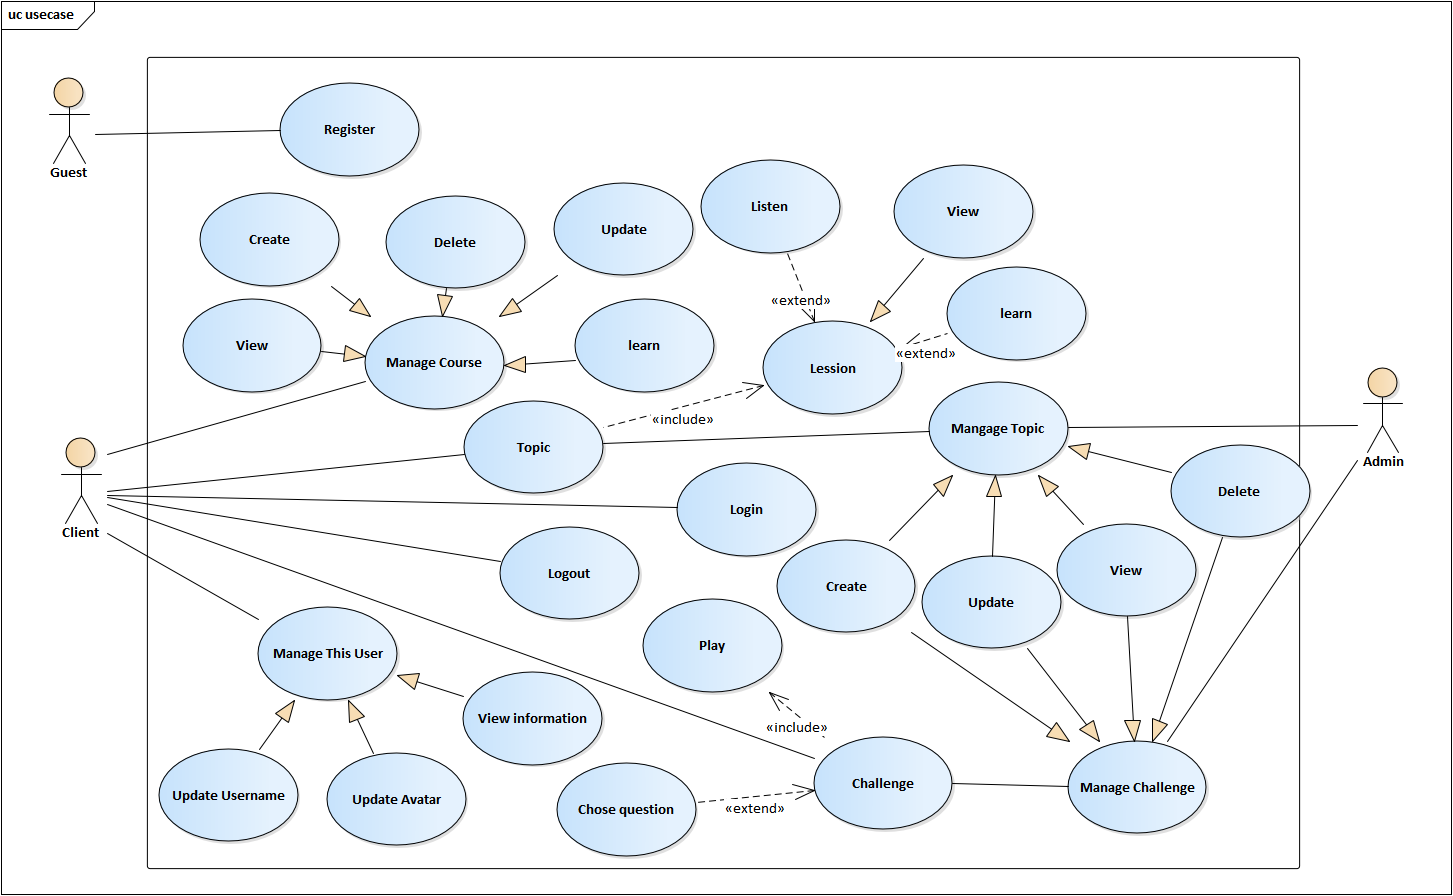 uc usecase
Guest
Register
Create
Delete
Update
Listen
View
«extend»
learn
View
Manage Course
learn
Lession
«extend»
Topic
«include»
Mangage Topic
Admin
Client
Login
Delete
Logout
Create
Update
View
Manage This User
Play
View information
«include»
Update Username
Update Avatar
Chose question
«extend»
Challenge
Manage Challenge